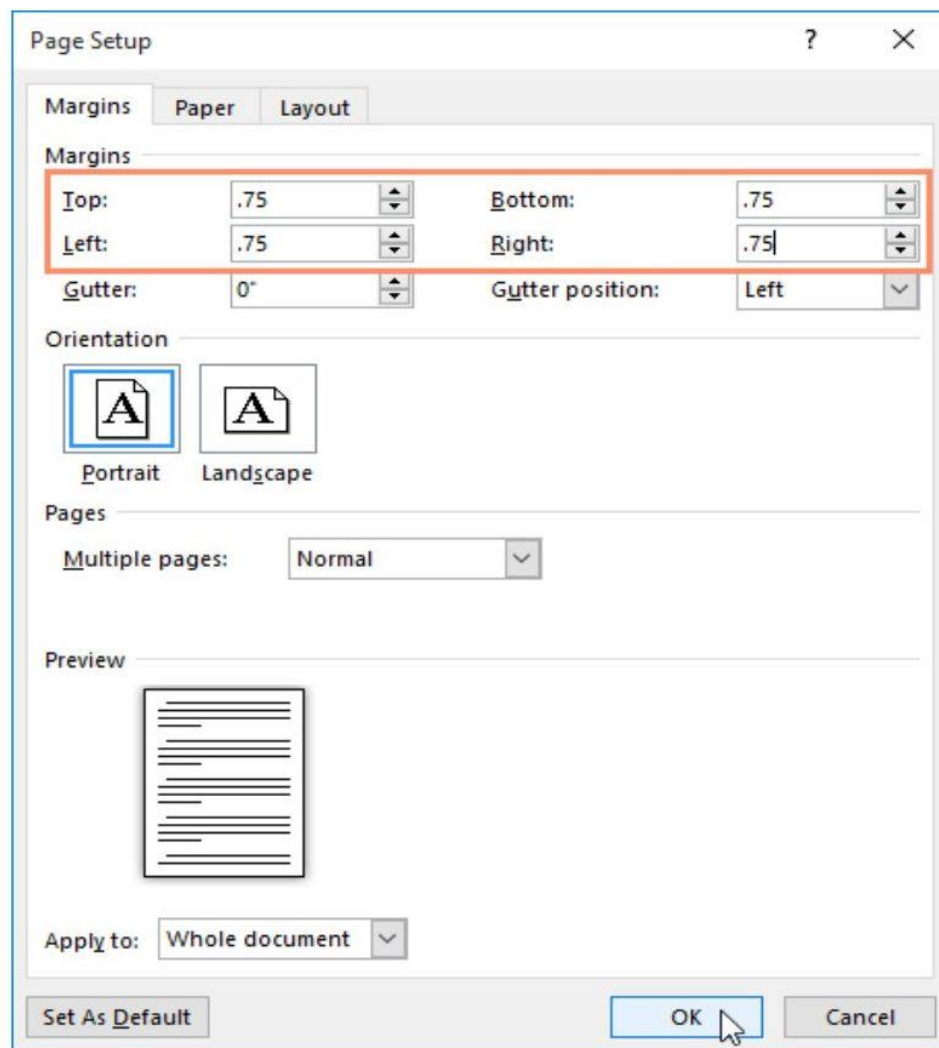 Page Setup ? ×
Margins Paper Layout
Margins
Top: .75 Bottom: .75
Left: .75 Right: .75
Gutter: 0" Gutter position: Left
Orientation
A A
Portrait Landscape
Pages
Multiple pages: Normal
Preview
Apply to: Whole document
Set As Default OK Cancel